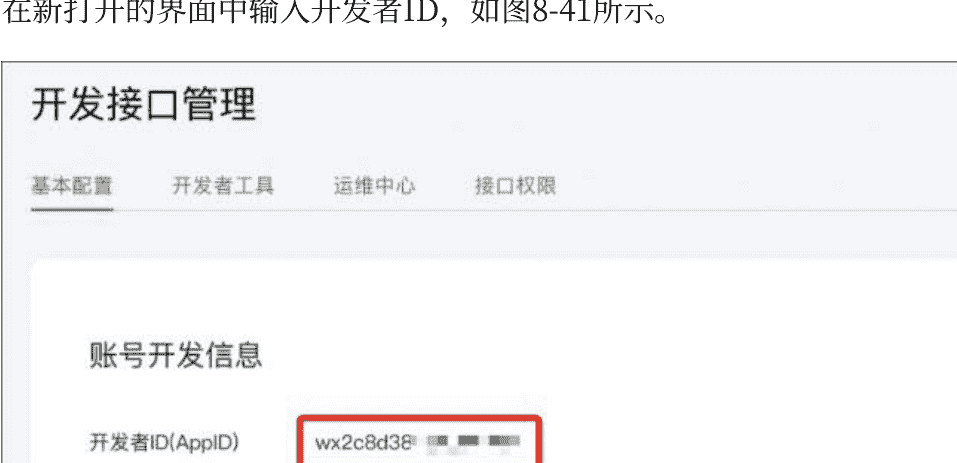 在新打开的界面中输入开发者ID，如图8-41所示。
开发接口管理
基本配置 开发者工具 运维中心 接口权限
账号开发信息
开发者ID(AppID) wx2c8d38